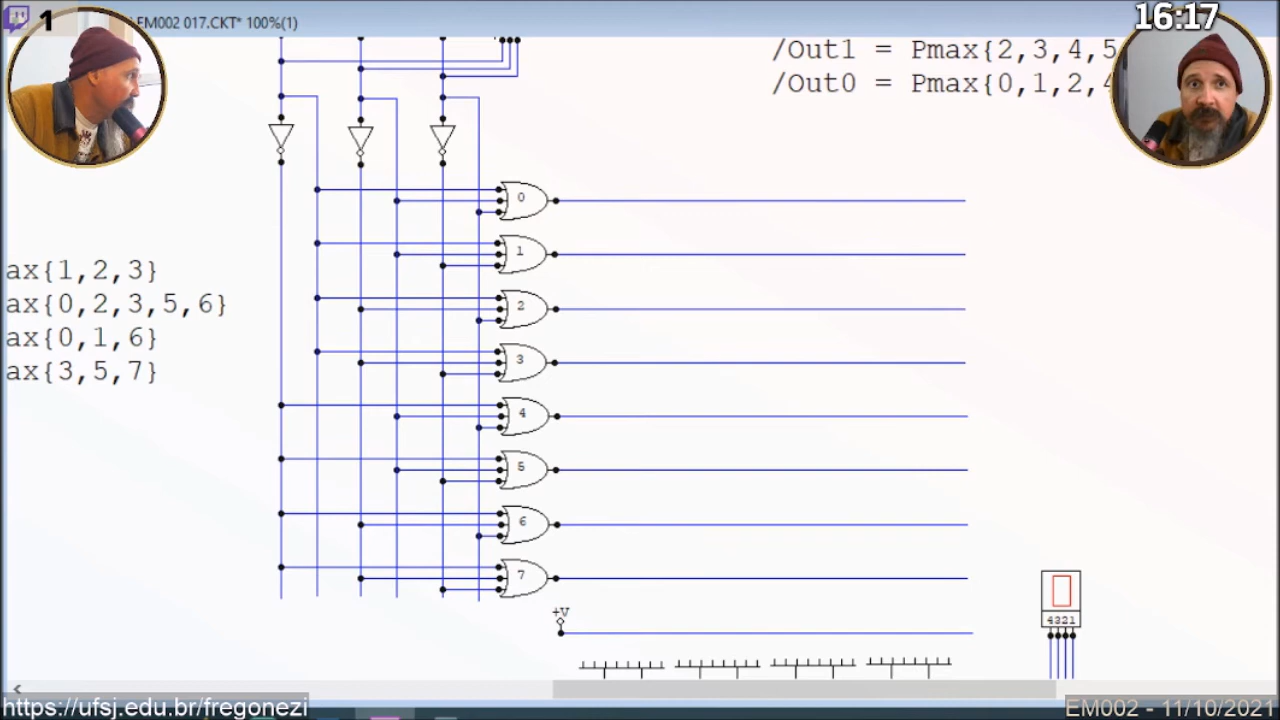 1
EM002 017.CKT* 100%(1)
16:17
/Out1 = Pmax{2,3,4,5
/Out0 = Pmax{0,1,2,4
ax{1,2,3}
ax{0,2,3,5,6}
ax{0,1,6}
ax{3,5,7}
0
1
2
3
4
5
6
7
+V
4321
https://ufsj.edu.br/fregonezi
EM002 - 11/10/2021